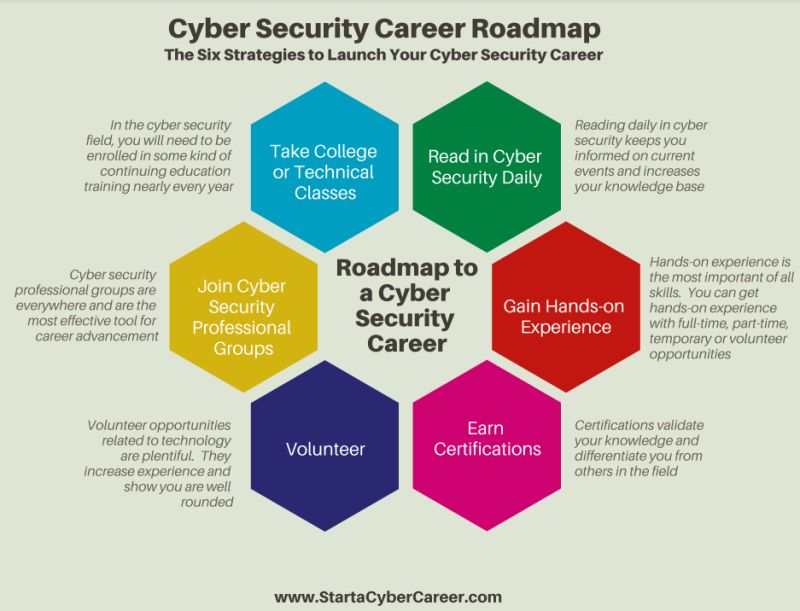 Cyber Security Career Roadmap
The Six Strategies to Launch Your Cyber Security Career
In the cyber security
field, you will need to be
enrolled in some kind of
continuing education
training nearly every year
Take College
or Technical
Classes
Read in Cyber
Security Daily
Reading daily in cyber
security keeps you
informed on current
events and increases
your knowledge base
Cyber security
professional groups are
everywhere and are the
most effective tool for
career advancement
Join Cyber
Security
Professional
Groups
Roadmap to
a Cyber
Security
Career
Gain Hands-on
Experience
Hands-on experience is
the most important of all
skills. You can get
hands-on experience
with full-time, part-time,
temporary or volunteer
opportunities
Volunteer opportunities
related to technology
are plentiful. They
increase experience and
show you are well
rounded
Volunteer
Earn
Certifications
Certifications validate
your knowledge and
differentiate you from
others in the field
www.StartaCyberCareer.com